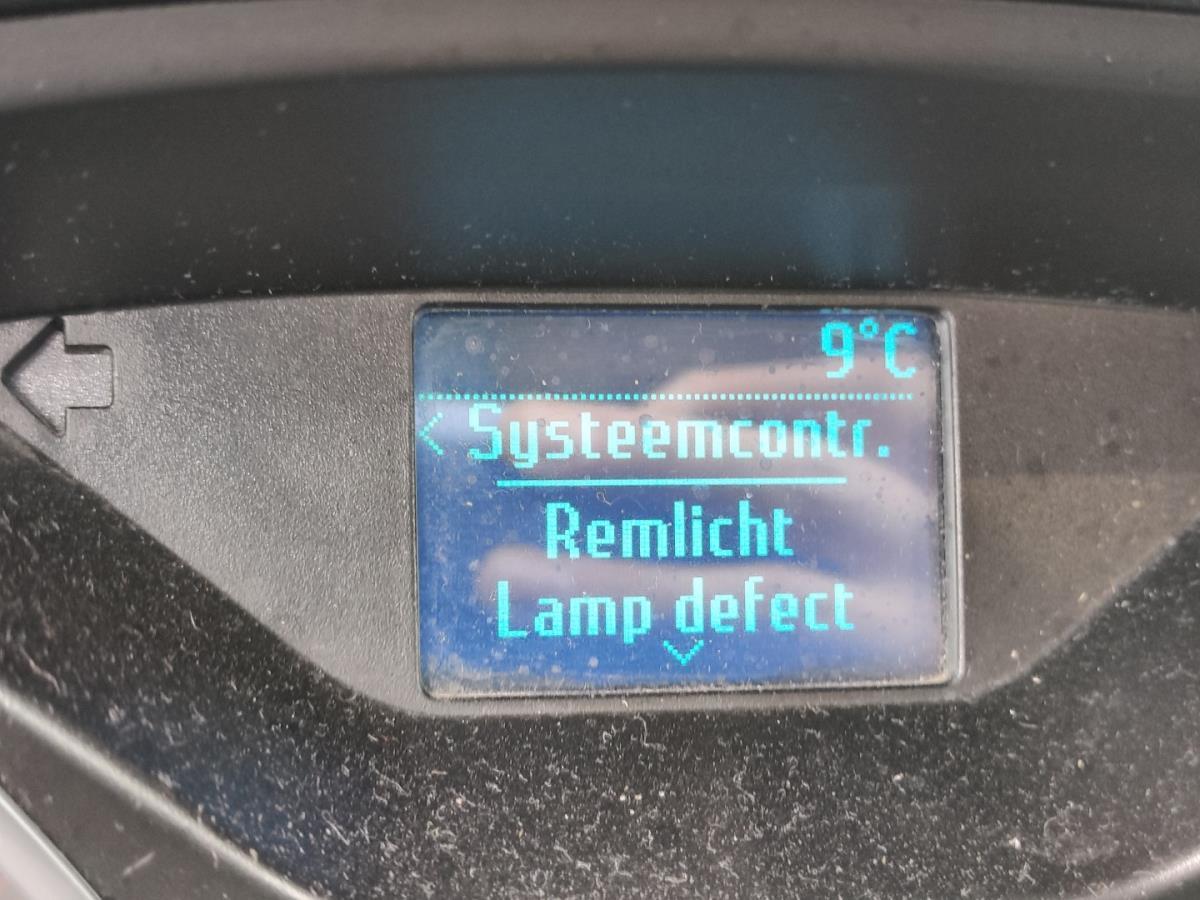 9°C
< Systeemcontr.
Remlicht
Lamp defect